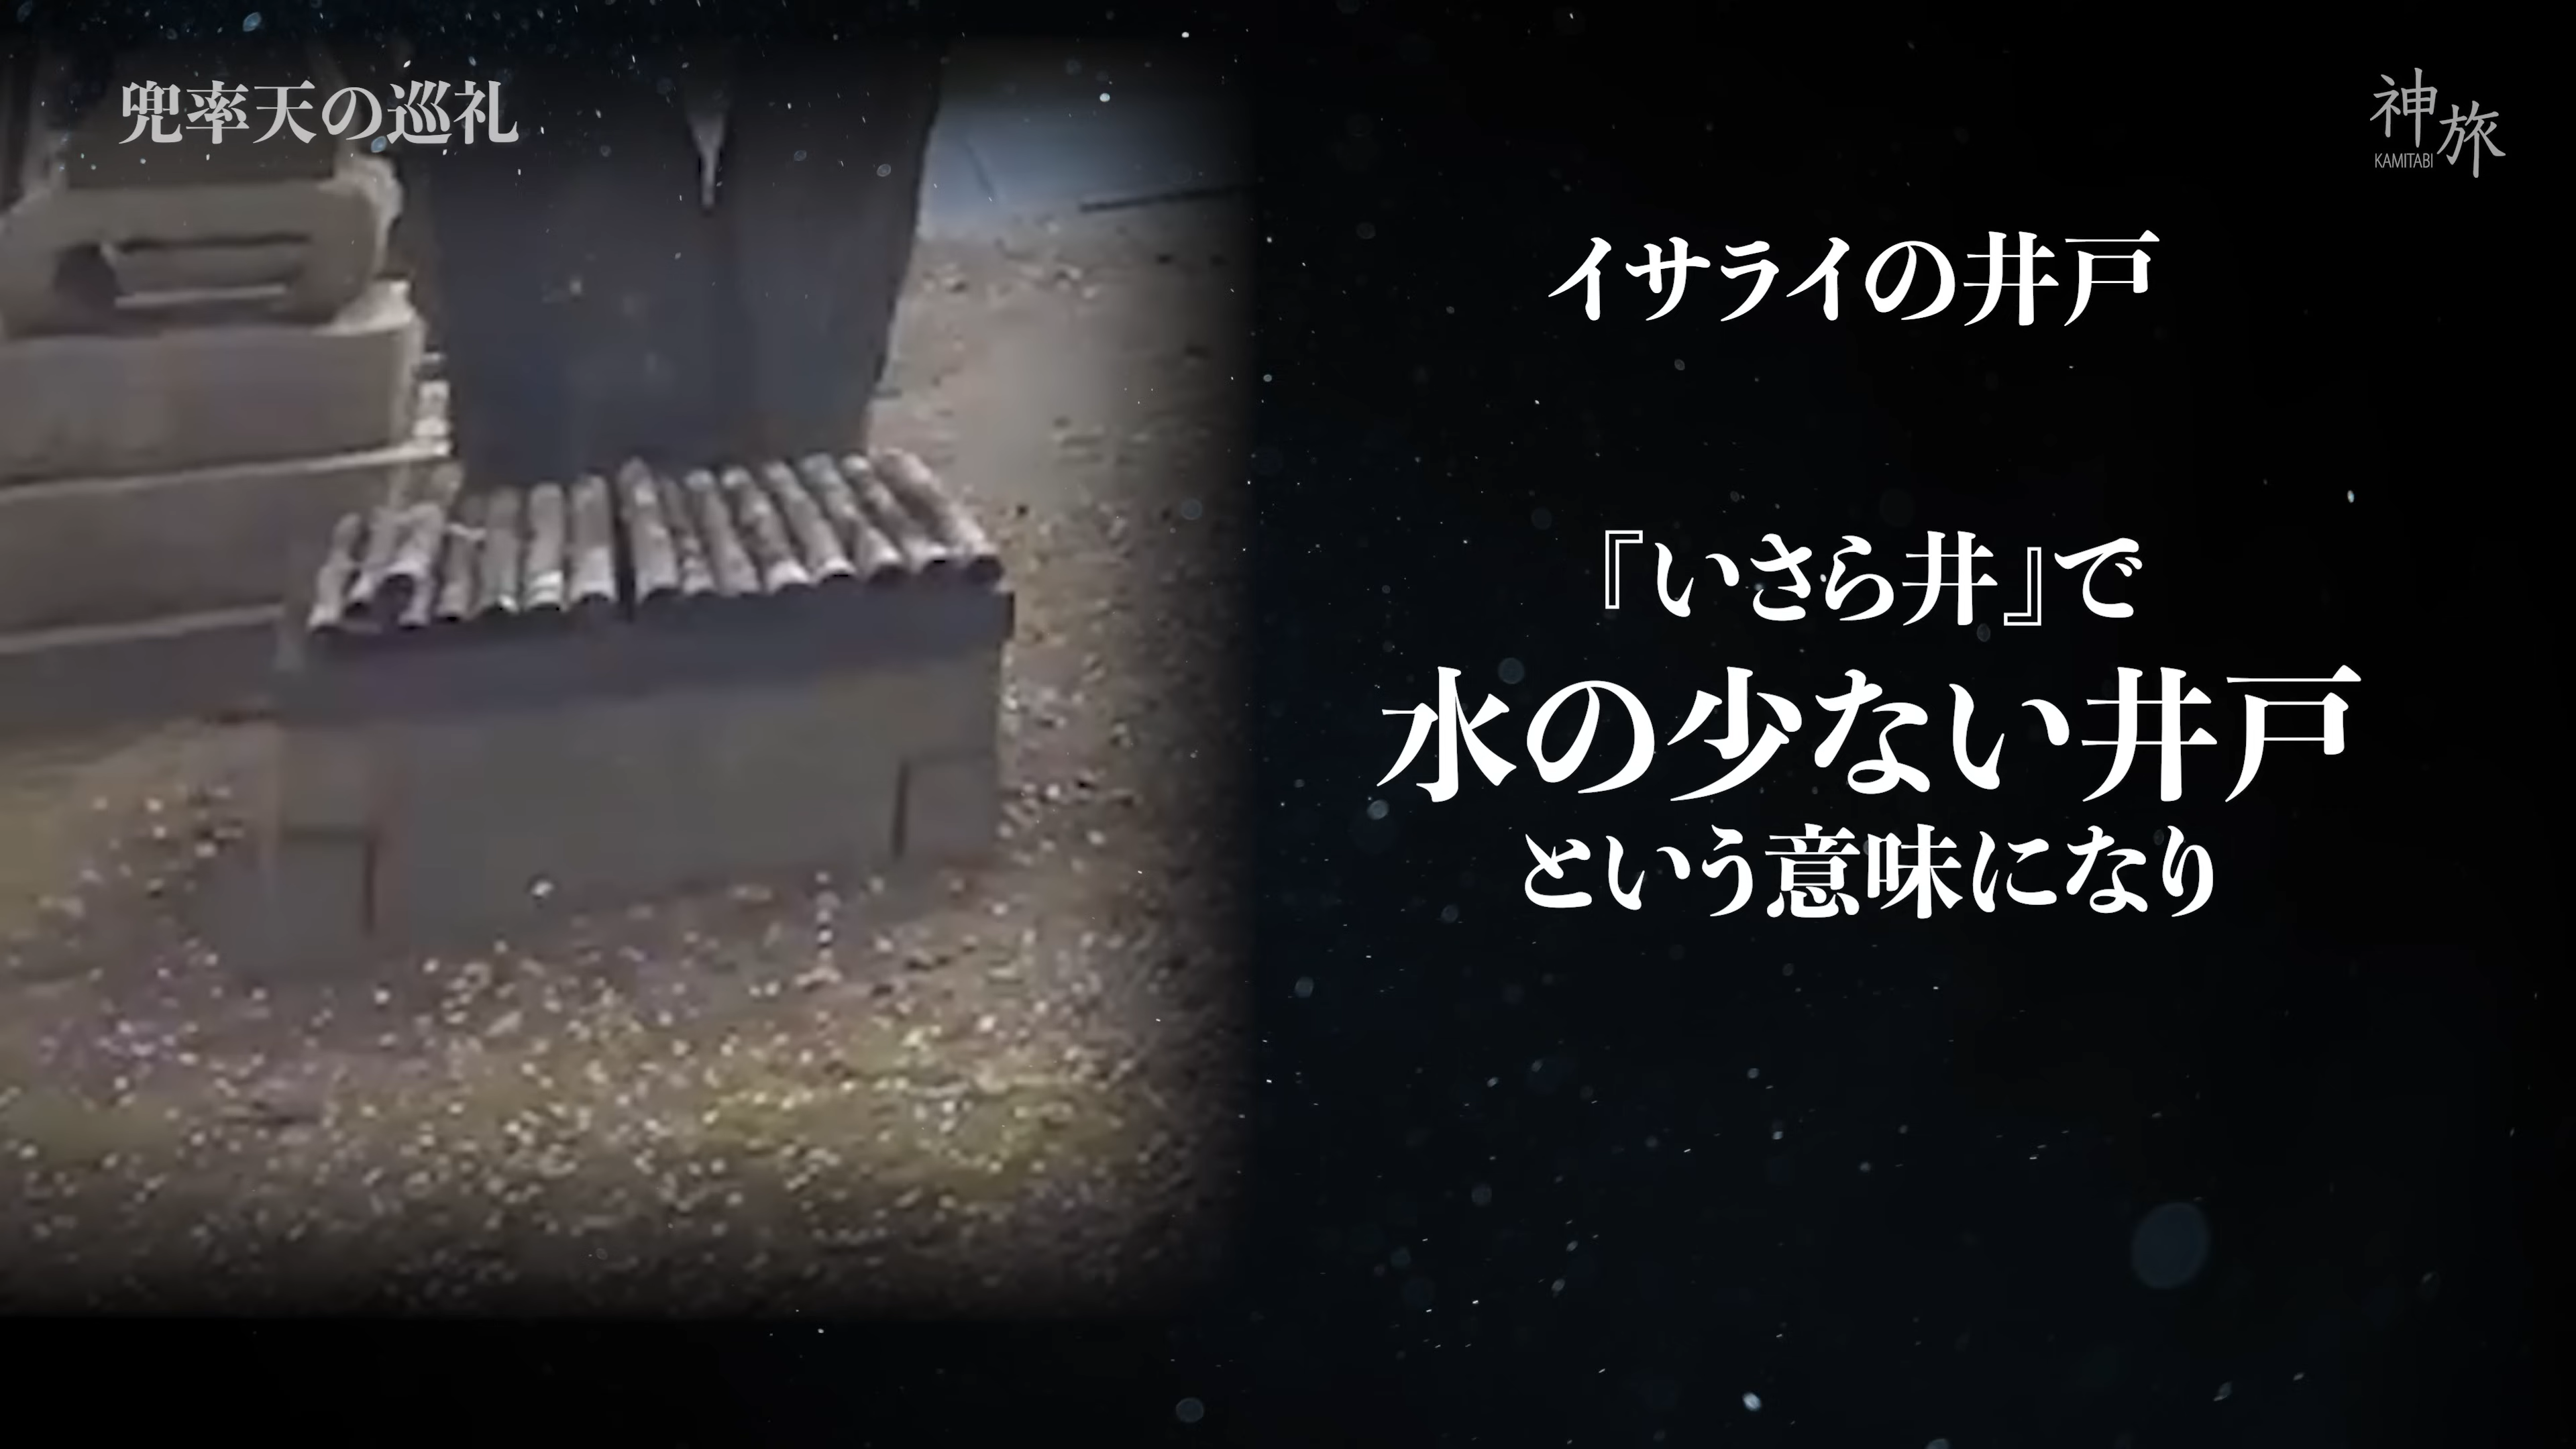 兜率天の巡礼
神旅
KAMITABI
イサライの井戸
『いさら井』で
水の少ない井戸
という意味になり